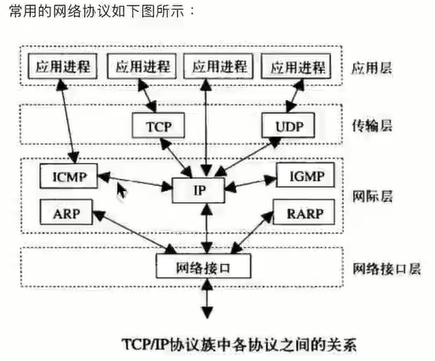 常用的网络协议如下图所示：
应用进程 应用进程 应用进程 应用进程 应用层
TCP UDP 传输层
ICMP IP IGMP 网际层
ARP RARP
网络接口 网络接口层
TCP/IP协议族中各协议之间的关系